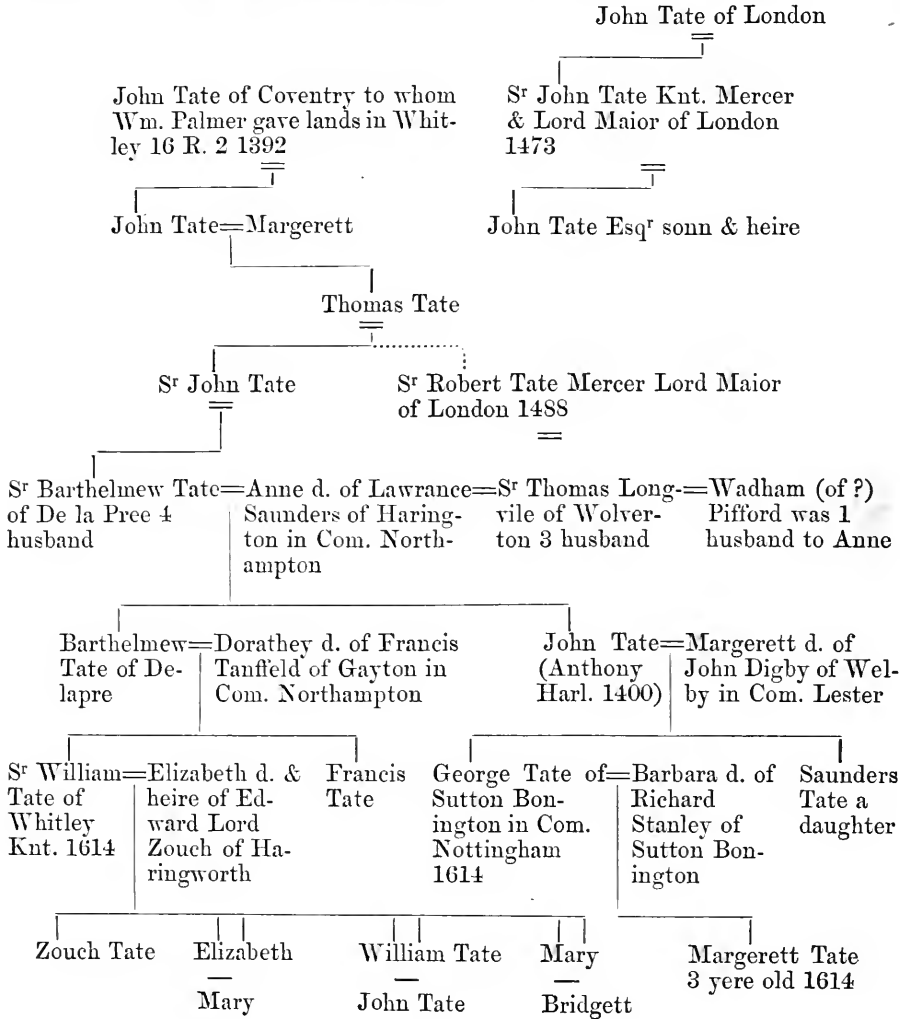 John Tate of London
John Tate of Coventry to whom
Wm. Palmer gave lands in Whit-
ley 16 R. 2 1392
Sr John Tate Knt. Mercer
& Lord Maior of London
1473
John Tate=Margerett
John Tate Esqr sonn & heire
Thomas Tate
Sr John Tate
Sr Robert Tate Mercer Lord Maior
of London 1488
Sr Barthelmew Tate=
of De la Pree 4
husband
Anne d. of Lawrance=
Saunders of Haring-
ton in Com. North-
ampton
Sr Thomas Long-=
vile of Wolver-
ton 3 husband
Wadham (of ?)
Pifford was 1
husband to Anne
Barthelmew=
Tate of De-
lapre
Dorathey d. of Francis
Tanffeld of Gayton in
Com. Northampton
John Tate=
(Anthony
Harl. 1400)
Margerett d. of
John Digby of Wel-
by in Com. Lester
Sr William=
Tate of
Whitley
Knt. 1614
Elizabeth d. &
heire of Ed-
ward Lord
Zouch of Ha-
ringworth
Francis
Tate
George Tate of=
Sutton Bon-
ington in Com.
Nottingham
1614
Barbara d. of
Richard
Stanley of
Sutton Bon-
ington
Saunders
Tate a
daughter
Zouch Tate
Elizabeth
Mary
William Tate
John Tate
Mary
Bridgett
Margerett Tate
3 yere old 1614